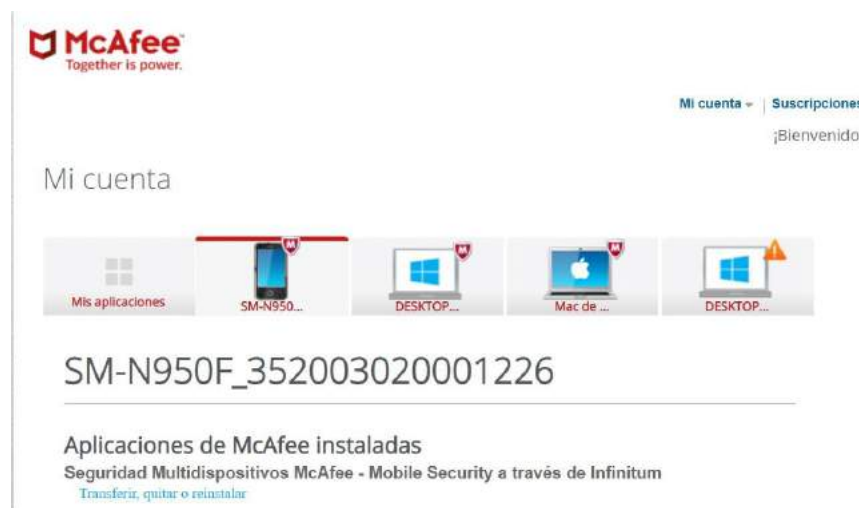 McAfee™
Together is power.
Mi cuenta | Suscripciones
¡Bienvenido
Mi cuenta
Mis aplicaciones
SM-N950...
DESKTOP...
Mac de ...
DESKTOP...
SM-N950F_352003020001226
Aplicaciones de McAfee instaladas
Seguridad Multidispositivos McAfee - Mobile Security a través de Infinitum
Transferir, quitar o reinstalar